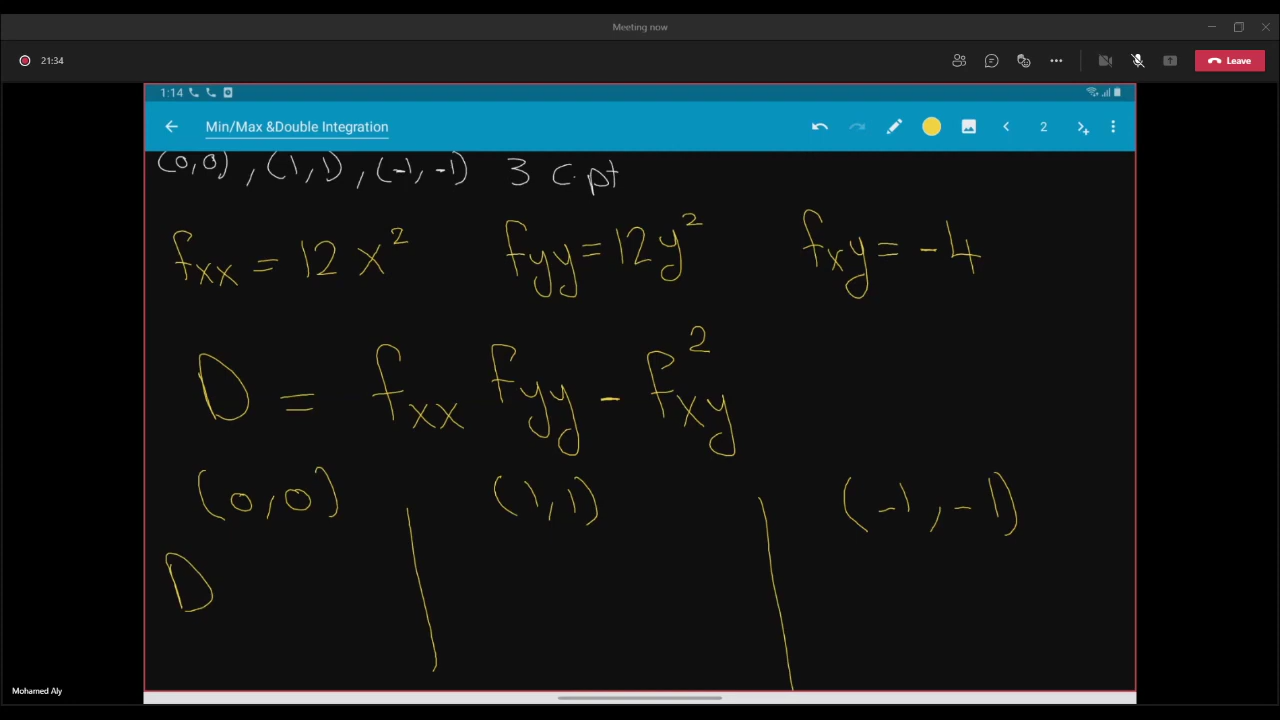 Meeting now
21:34
Leave
1:14
Min/Max &Double Integration
2
(0,0), (1,1), (-1,-1) 3 c.pt
fxx = 12x² fyy = 12y² fxy = -4
D = fxx fyy - f²xy
(0,0) (1,1) (-1,-1)
D
Mohamed Aly